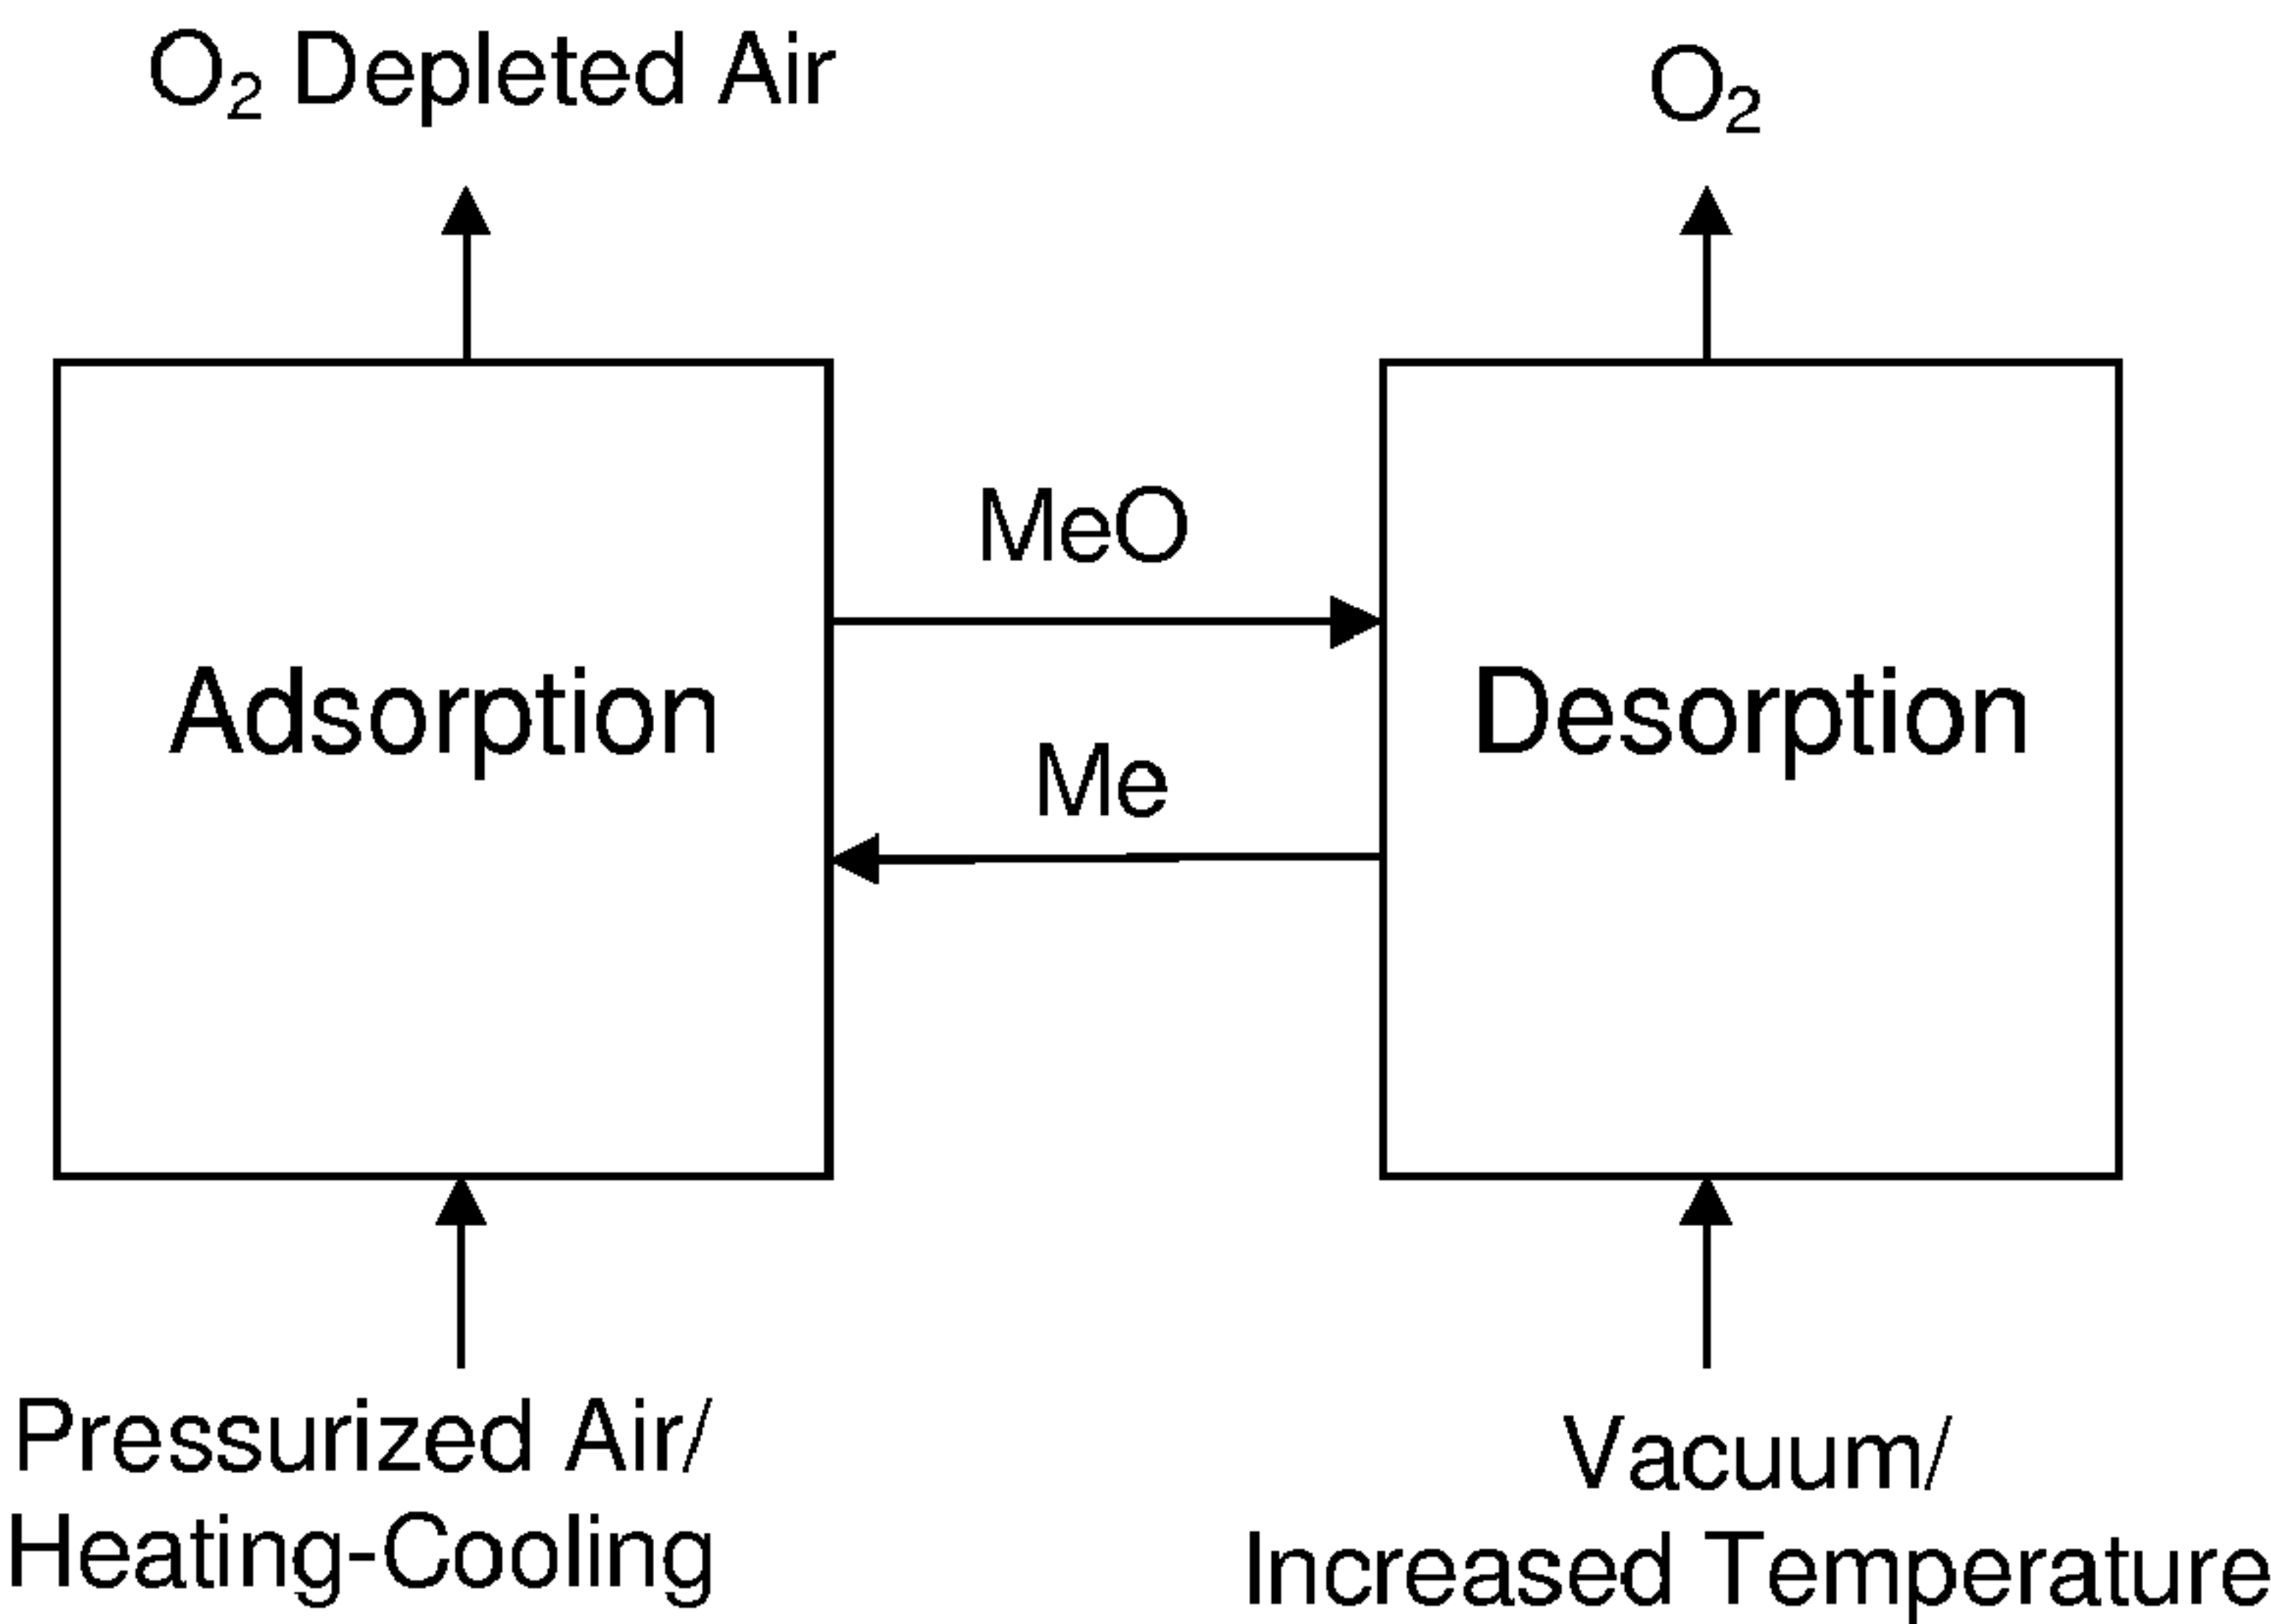 O₂ Depleted Air
O₂
MeO
Adsorption
Desorption
Me
Pressurized Air/
Heating-Cooling
Vacuum/
Increased Temperature